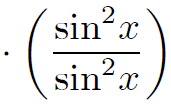 · ( sin²x / sin²x )